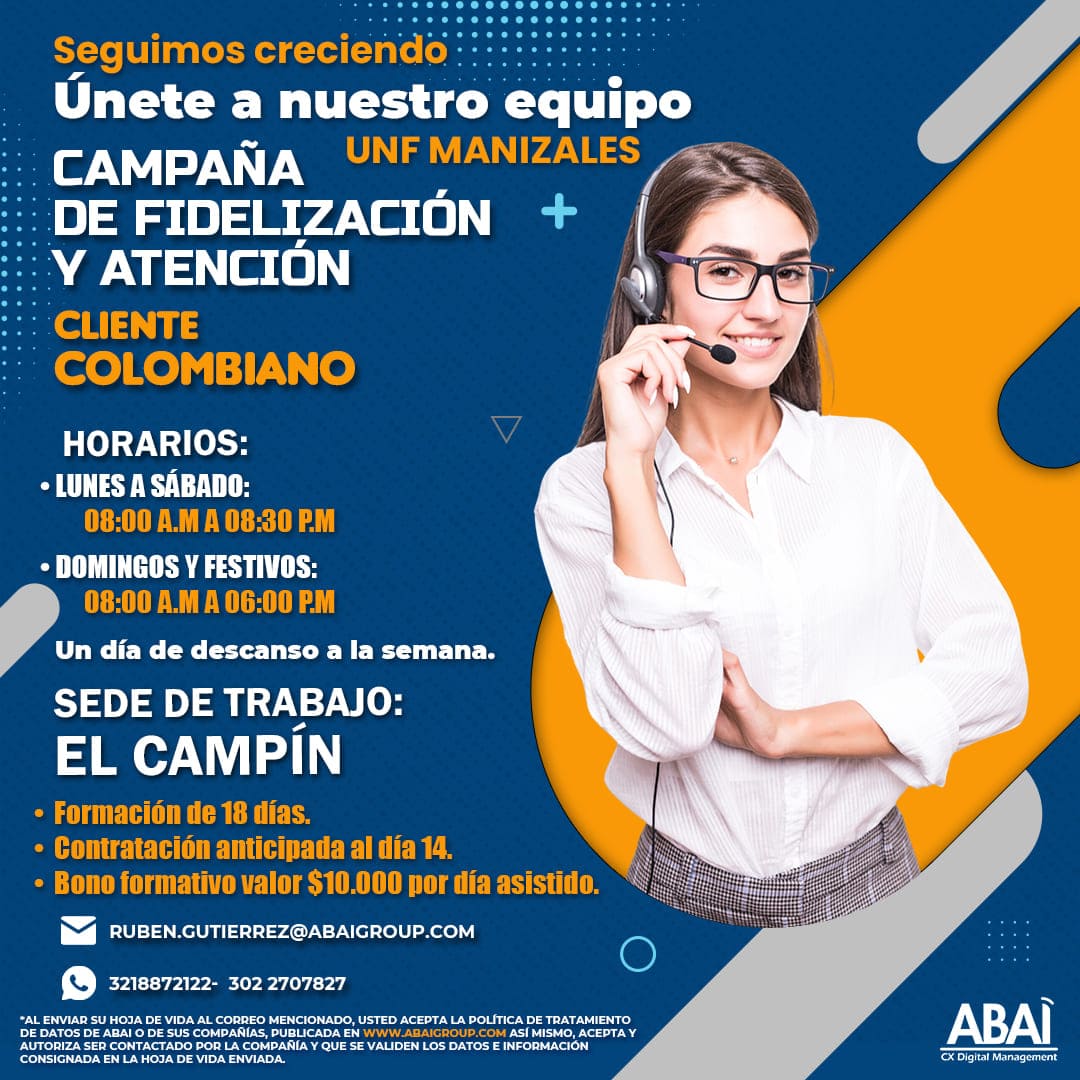 Seguimos creciendo
Únete a nuestro equipo
UNF MANIZALES
CAMPAÑA
DE FIDELIZACIÓN
Y ATENCIÓN
CLIENTE
COLOMBIANO
HORARIOS:
• LUNES A SÁBADO:
08:00 A.M A 08:30 P.M
• DOMINGOS Y FESTIVOS:
08:00 A.M A 06:00 P.M
Un día de descanso a la semana.
SEDE DE TRABAJO:
EL CAMPÍN
• Formación de 18 días.
• Contratación anticipada al día 14.
• Bono formativo valor $10.000 por día asistido.
RUBEN.GUTIERREZ@ABAIGROUP.COM
3218872122- 302 2707827
*AL ENVIAR SU HOJA DE VIDA AL CORREO MENCIONADO, USTED ACEPTA LA POLÍTICA DE TRATAMIENTO
DE DATOS DE ABAI O DE SUS COMPAÑÍAS, PUBLICADA EN WWW.ABAIGROUP.COM ASÍ MISMO, ACEPTA Y
AUTORIZA SER CONTACTADO POR LA COMPAÑÍA Y QUE SE VALIDEN LOS DATOS E INFORMACIÓN
CONSIGNADA EN LA HOJA DE VIDA ENVIADA.
ABAI
CX Digital Management